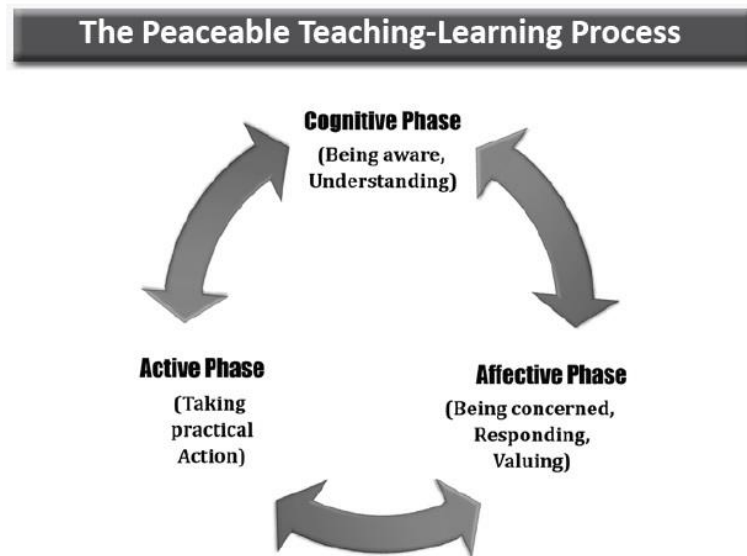 The Peaceable Teaching-Learning Process
Cognitive Phase
(Being aware,
Understanding)
Active Phase
(Taking
practical
Action)
Affective Phase
(Being concerned,
Responding,
Valuing)